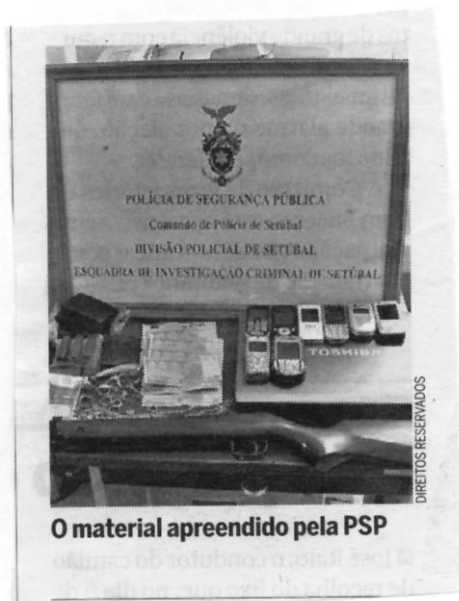 POLÍCIA DE SEGURANÇA PÚBLICA
Comando de Polícia de Setúbal
DIVISÃO POLICIAL DE SETÚBAL
ESQUADRA DE INVESTIGAÇÃO CRIMINAL DE SETÚBAL
TOSHIBA
DIREITOS RESERVADOS
O material apreendido pela PSP